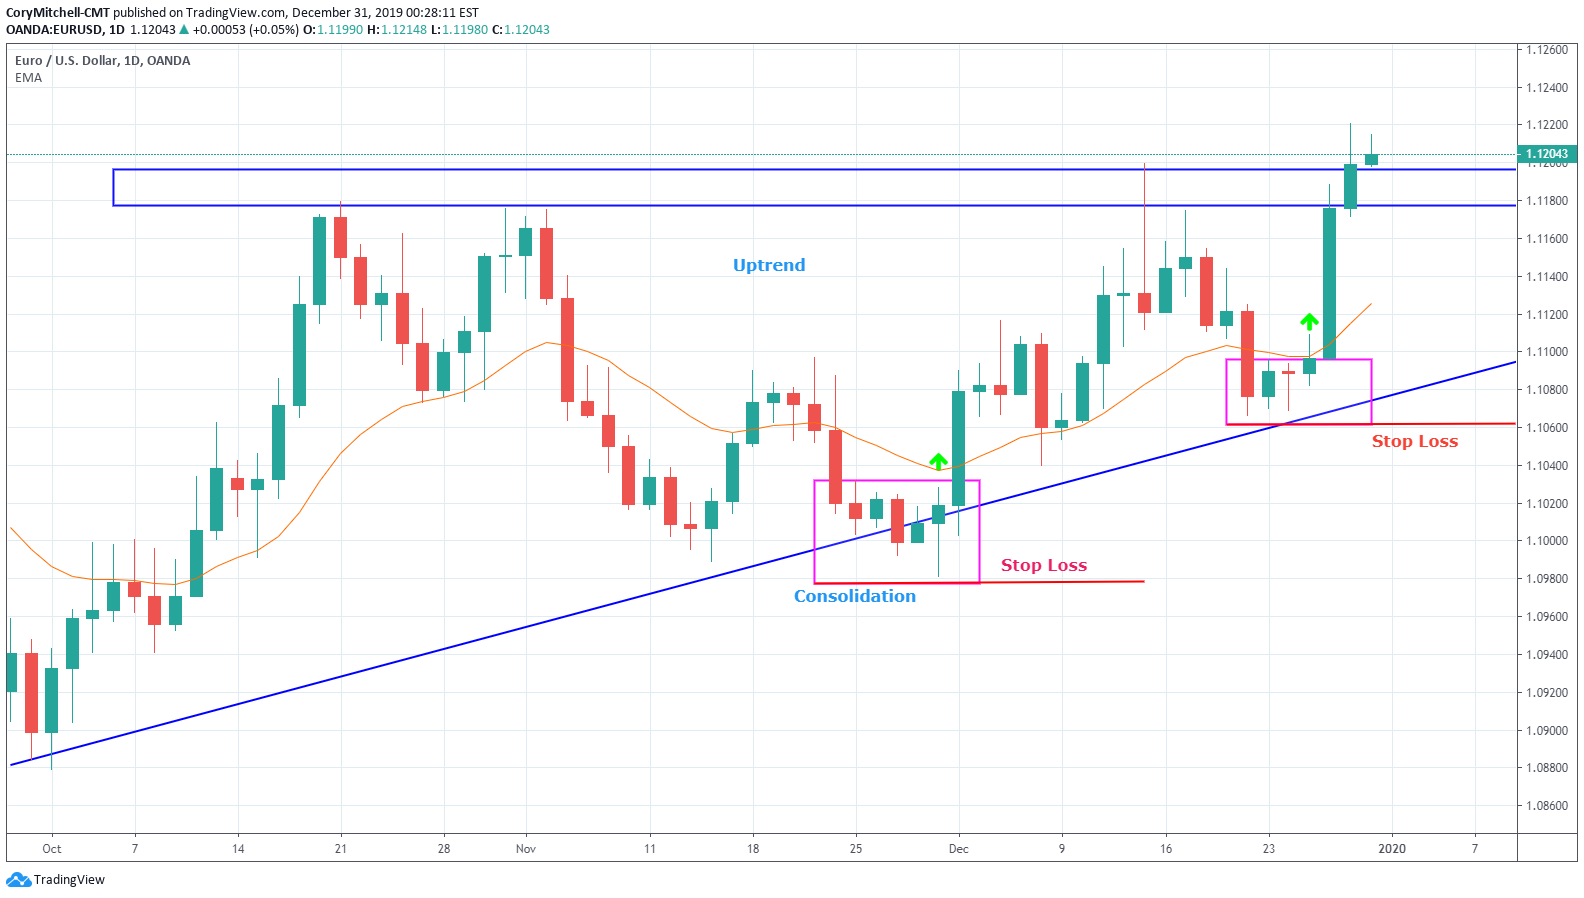 CoryMitchell-CMT published on TradingView.com, December 31, 2019 00:28:11 EST
OANDA:EURUSD, 1D 1.12043 ▲ +0.00053 (+0.05%) O:1.11990 H:1.12148 L:1.11980 C:1.12043
Euro / U.S. Dollar, 1D, OANDA
EMA
1.12600
1.12400
1.12200
1.12043
1.12000
1.11800
1.11600
Uptrend
1.11400
1.11200
1.11000
1.10800
1.10600
Stop Loss
1.10400
1.10200
1.10000
Stop Loss
1.09800
Consolidation
1.09600
1.09400
1.09200
1.09000
1.08800
1.08600
Oct 7 14 21 28 Nov 11 18 25 Dec 9 16 23 2020 7
TradingView